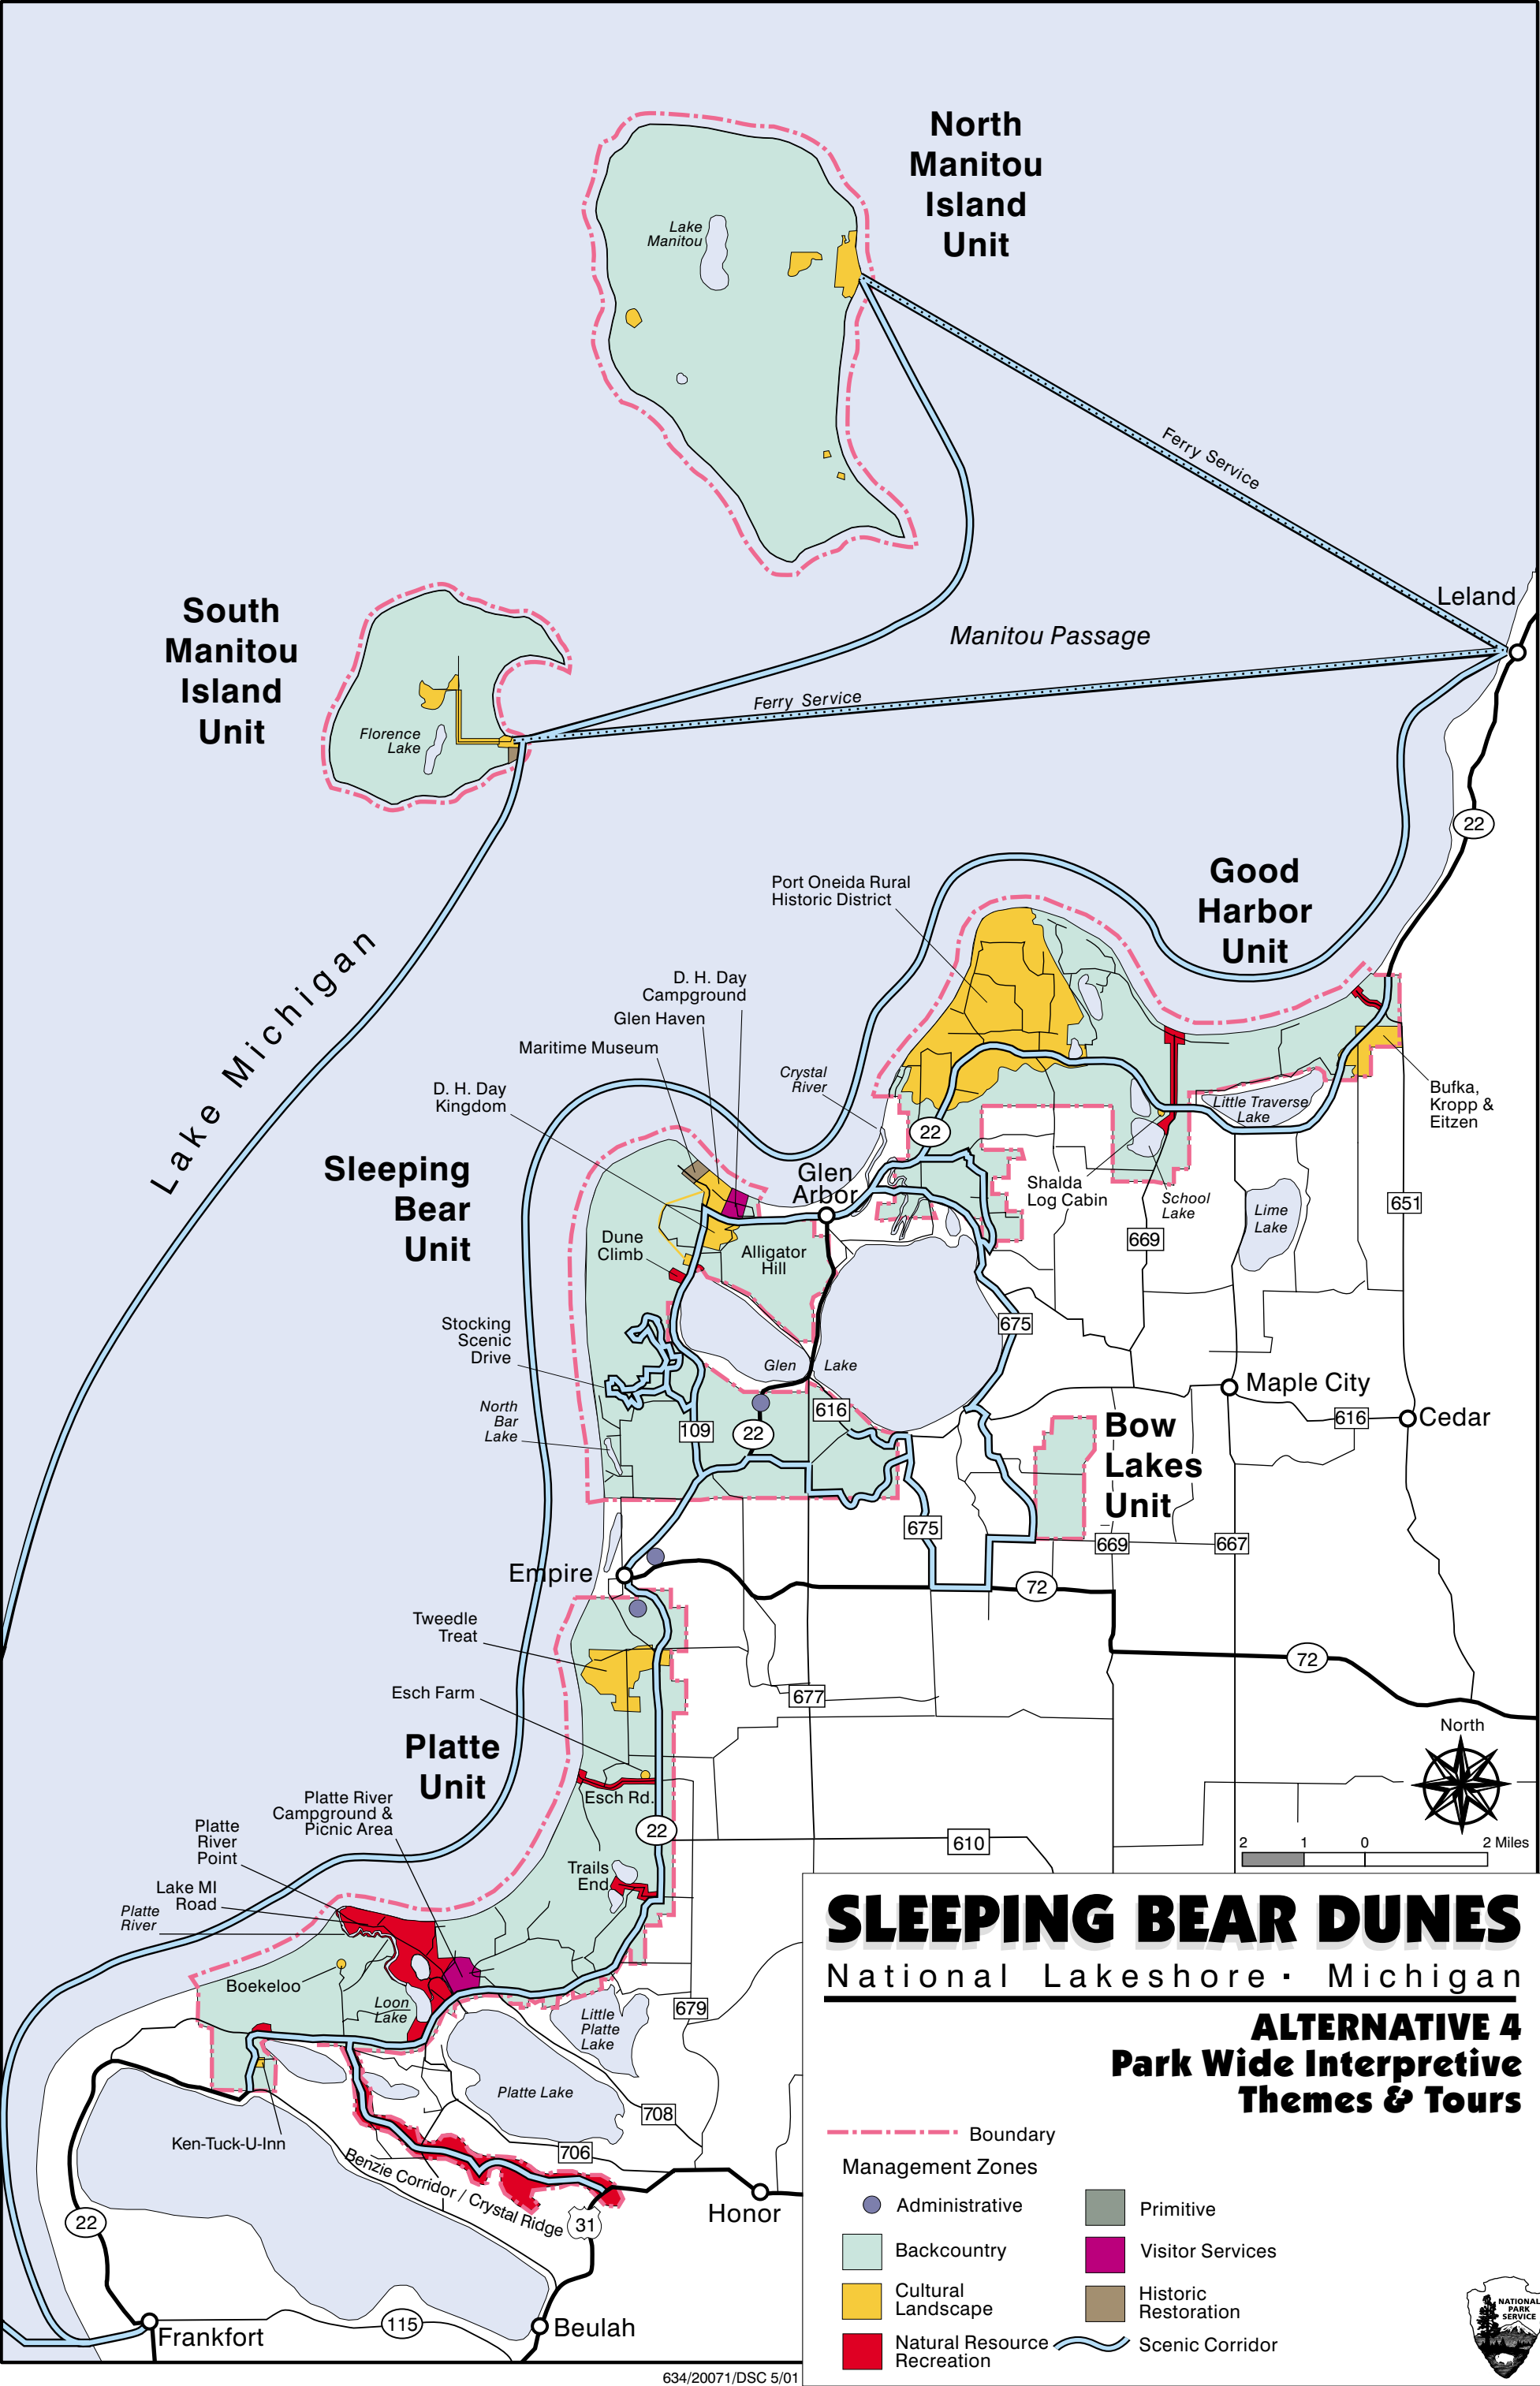 North
Manitou
Island
Unit
Lake
Manitou
Ferry Service
Leland
South
Manitou
Island
Unit
Manitou Passage
Ferry Service
Florence
Lake
22
Good
Harbor
Unit
Port Oneida Rural
Historic District
Lake Michigan
D. H. Day
Campground
Glen Haven
Maritime Museum
Crystal
River
D. H. Day
Kingdom
Little Traverse
Lake
Bufka,
Kropp &
Eitzen
22
Sleeping
Bear
Unit
Glen
Arbor
Shalda
Log Cabin
School
Lake
Lime
Lake
651
669
Dune
Climb
Alligator
Hill
Stocking
Scenic
Drive
675
Glen Lake
Maple City
North
Bar
Lake
616
616
Cedar
109
22
Bow
Lakes
Unit
675
669
667
Empire
72
Tweedle
Treat
72
Esch Farm
677
North
Platte
Unit
Esch Rd.
Platte River
Campground &
Picnic Area
Platte
River
Point
22
610
2 1 0 2 Miles
Trails
End
Lake MI
Road
Platte
River
SLEEPING BEAR DUNES
National Lakeshore · Michigan
Boekeloo
Loon
Lake
679
Little
Platte
Lake
ALTERNATIVE 4
Park Wide Interpretive
Themes & Tours
Platte Lake
708
Boundary
Ken-Tuck-U-Inn
706
Management Zones
Benzie Corridor / Crystal Ridge
Honor
22
31
Administrative
Primitive
Backcountry
Visitor Services
Cultural
Landscape
Historic
Restoration
Natural Resource
Recreation
Scenic Corridor
NATIONAL
PARK
SERVICE
Frankfort
115
Beulah
634/20071/DSC 5/01